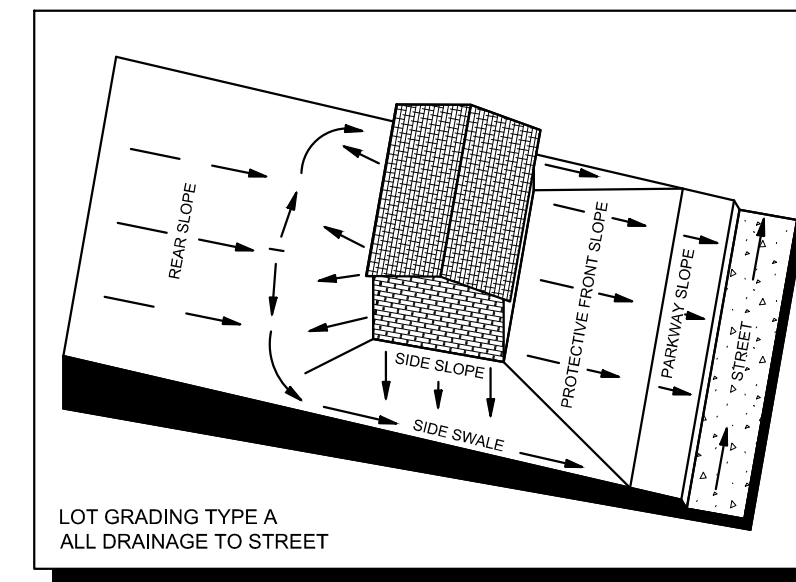 REAR SLOPE
SIDE SLOPE
SIDE SWALE
PROTECTIVE FRONT SLOPE
PARKWAY SLOPE
STREET
LOT GRADING TYPE A
ALL DRAINAGE TO STREET